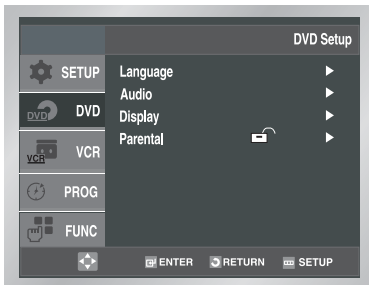 DVD Setup
SETUP
DVD
DVD
VCR
VCR
PROG
FUNC
Language
Audio
Display
Parental
ENTER RETURN SETUP